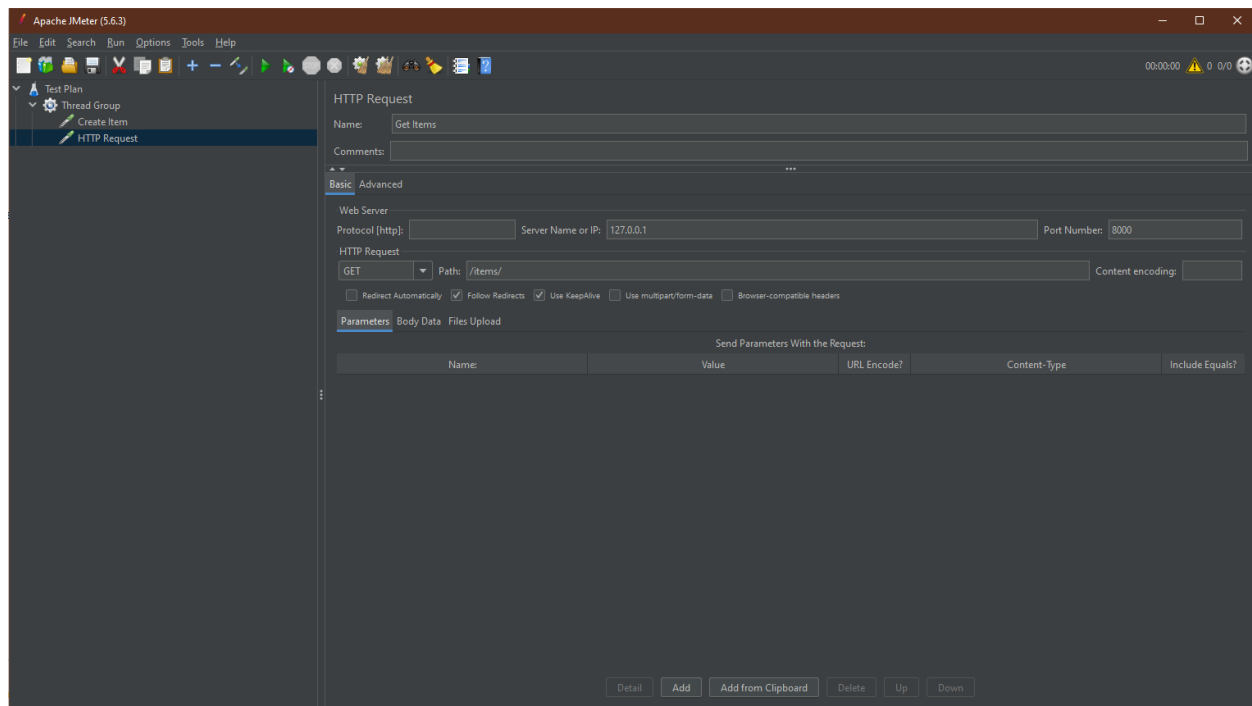 Apache JMeter (5.6.3)
File Edit Search Run Options Tools Help
00:00:00 0 0/0
Test Plan
Thread Group
Create Item
HTTP Request
HTTP Request
Name: Get Items
Comments:
Basic Advanced
Web Server
Protocol [http]: Server Name or IP: 127.0.0.1 Port Number: 8000
HTTP Request
GET Path: /items/ Content encoding:
Redirect Automatically Follow Redirects Use KeepAlive Use multipart/form-data Browser-compatible headers
Parameters Body Data Files Upload
Send Parameters With the Request:
Name: Value URL Encode? Content-Type Include Equals?
Detail Add Add from Clipboard Delete Up Down